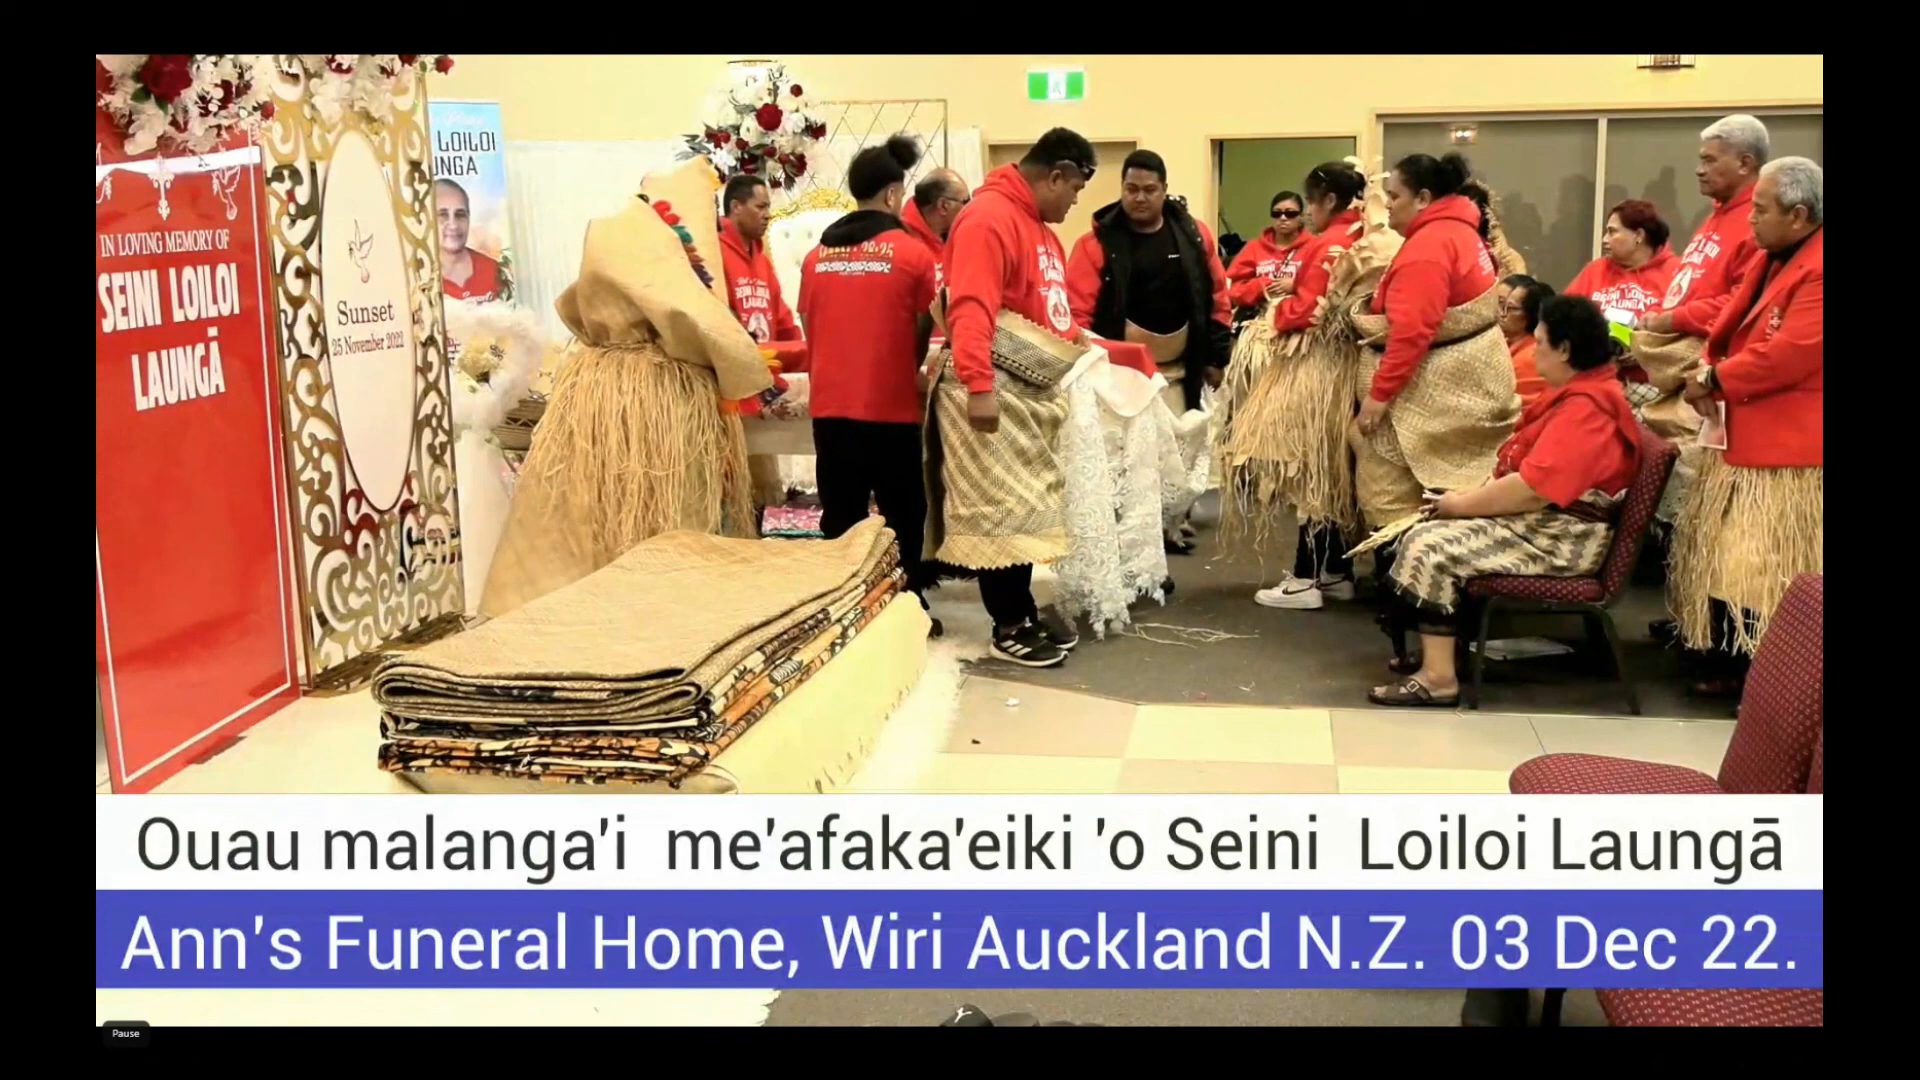 IN LOVING MEMORY OF
SEINI LOILOI
LAUNGĀ
Sunset
25 November 2022
LOILOI
Ouau malanga'i me'afaka'eiki 'o Seini Loiloi Laungā
Ann's Funeral Home, Wiri Auckland N.Z. 03 Dec 22.
Pause